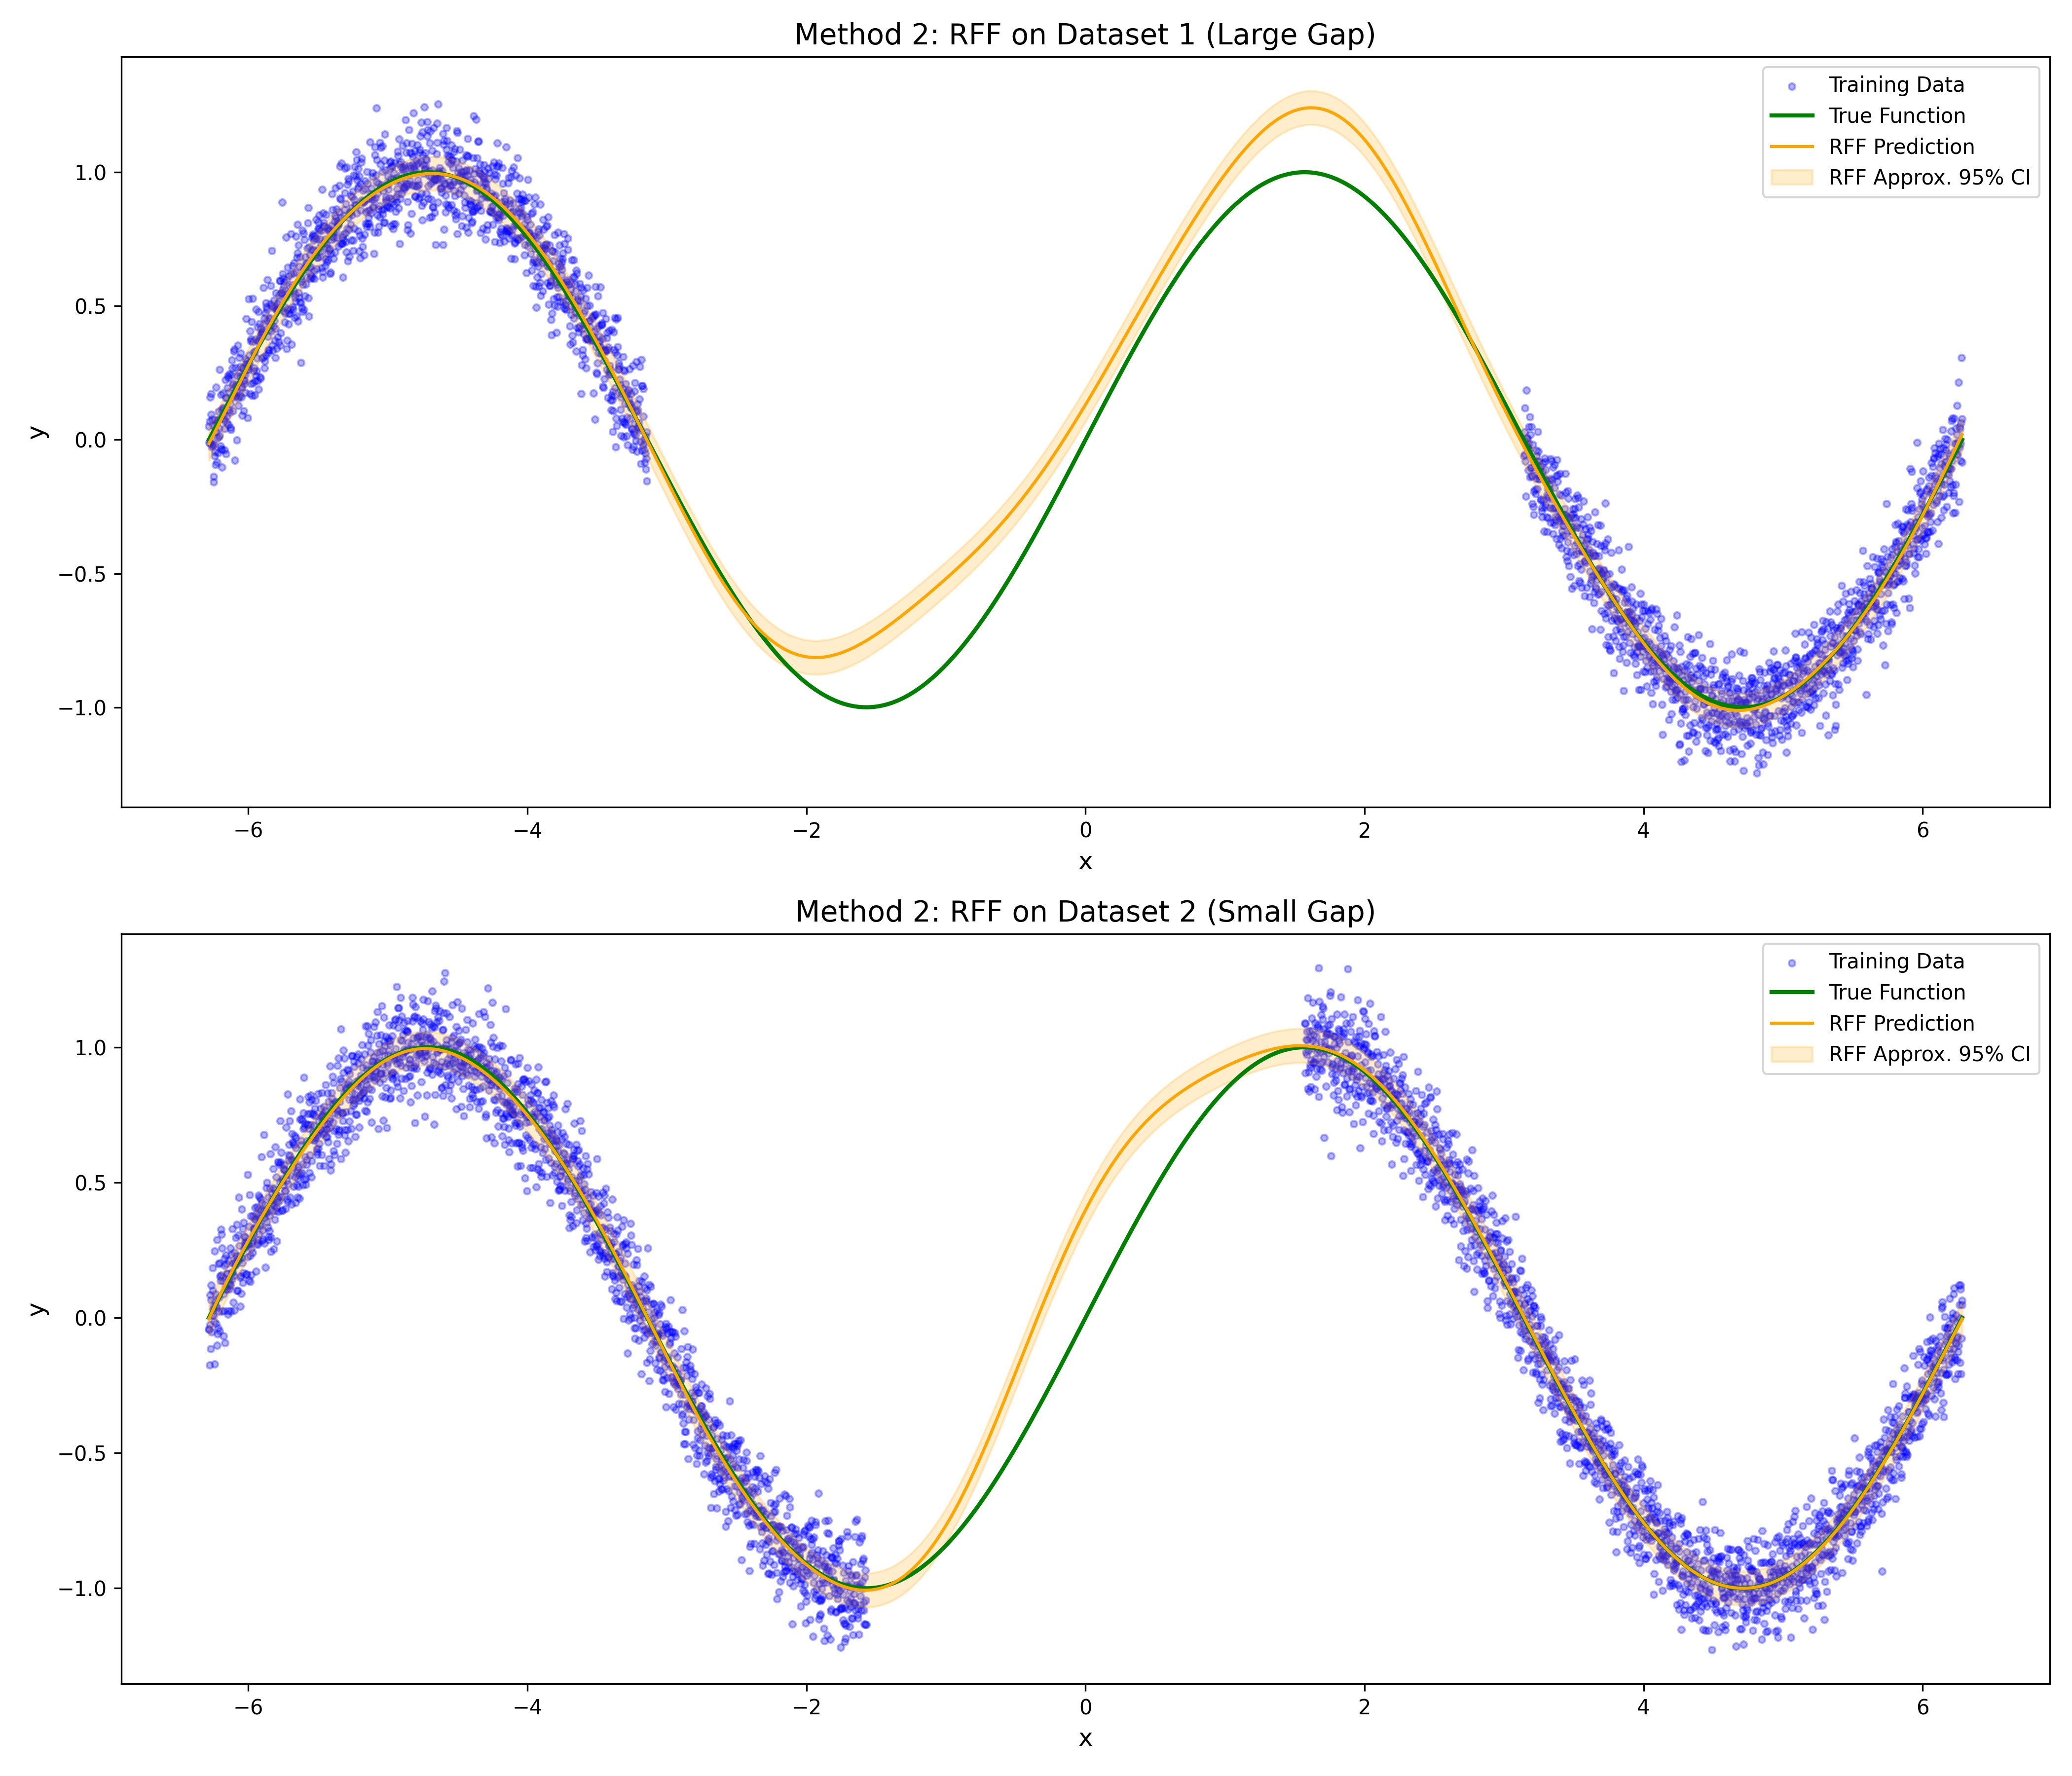 Method 2: RFF on Dataset 1 (Large Gap)
Training Data
True Function
RFF Prediction
RFF Approx. 95% CI
1.0
0.5
0.0
−0.5
−1.0
y
−6 −4 −2 0 2 4 6
x
Method 2: RFF on Dataset 2 (Small Gap)
Training Data
True Function
RFF Prediction
RFF Approx. 95% CI
1.0
0.5
0.0
−0.5
−1.0
y
−6 −4 −2 0 2 4 6
x